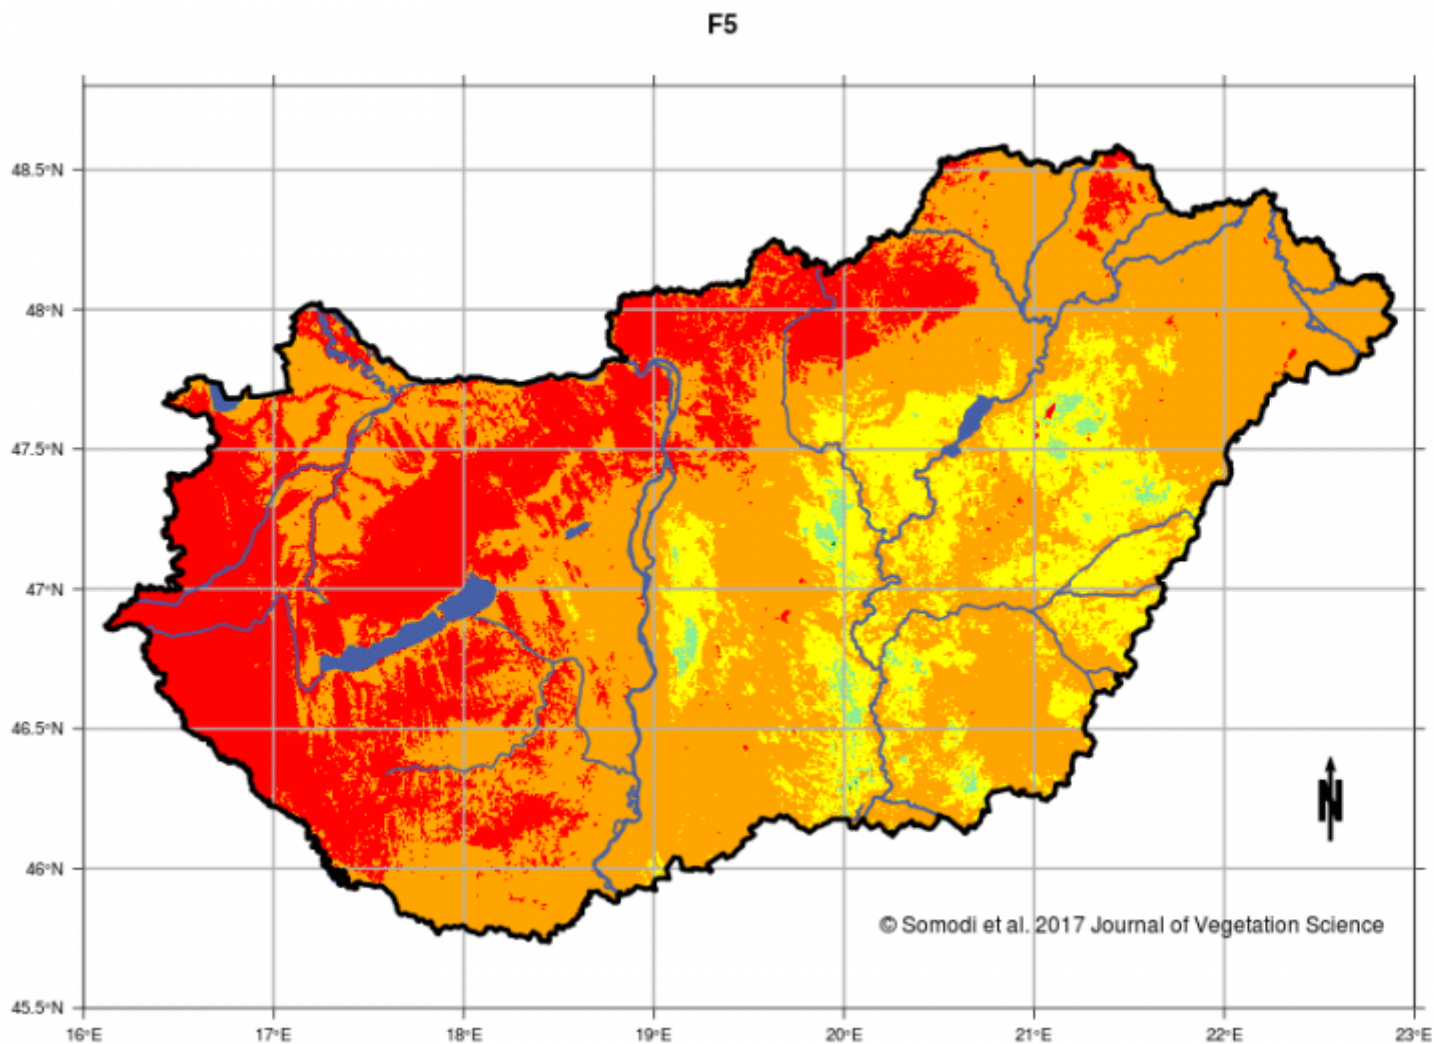 F5
48.5°N
48°N
47.5°N
47°N
46.5°N
46°N
45.5°N
N
© Somodi et al. 2017 Journal of Vegetation Science
16°E 17°E 18°E 19°E 20°E 21°E 22°E 23°E